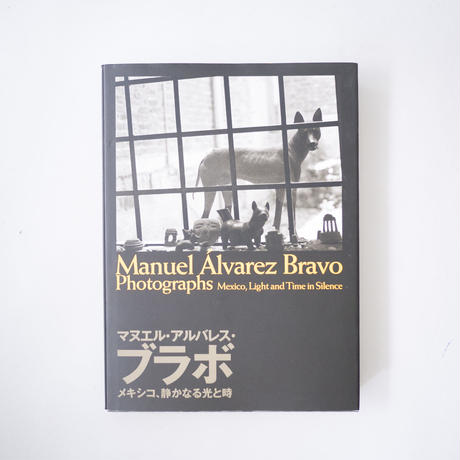 Manuel Álvarez Bravo
Photographs Mexico, Light and Time in Silence
マヌエル・アルバレス・
ブラボ
メキシコ、静かなる光と時